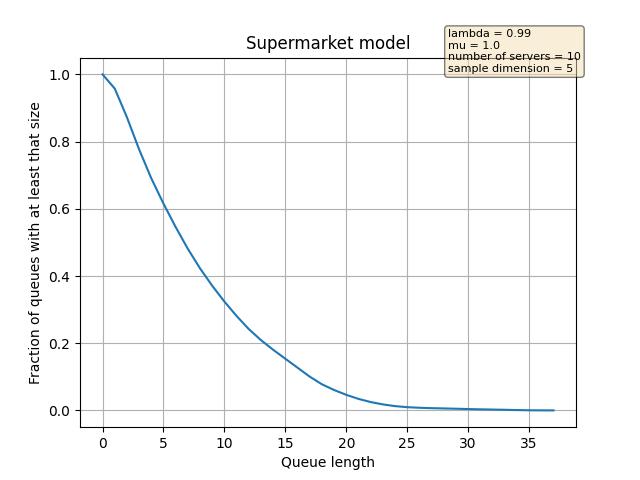 Supermarket model
lambda = 0.99
mu = 1.0
number of servers = 10
sample dimension = 5
Fraction of queues with at least that size
1.0
0.8
0.6
0.4
0.2
0.0
0 5 10 15 20 25 30 35
Queue length